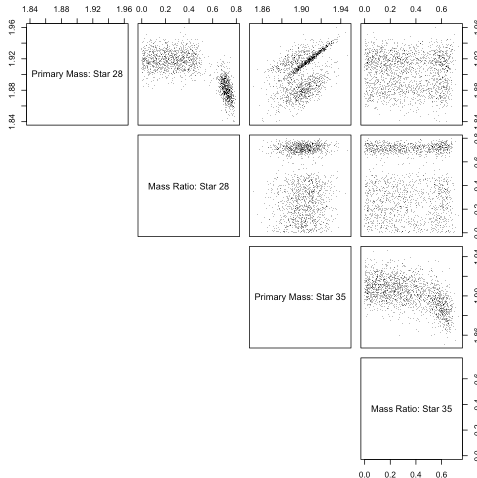 1.84 1.88 1.92 1.96 0.0 0.2 0.4 0.6 0.8 1.86 1.90 1.94 0.0 0.2 0.4 0.6
1.84 1.88 1.92 1.96
Primary Mass: Star 28
Mass Ratio: Star 28
Primary Mass: Star 35
Mass Ratio: Star 35
0.0 0.2 0.4 0.6